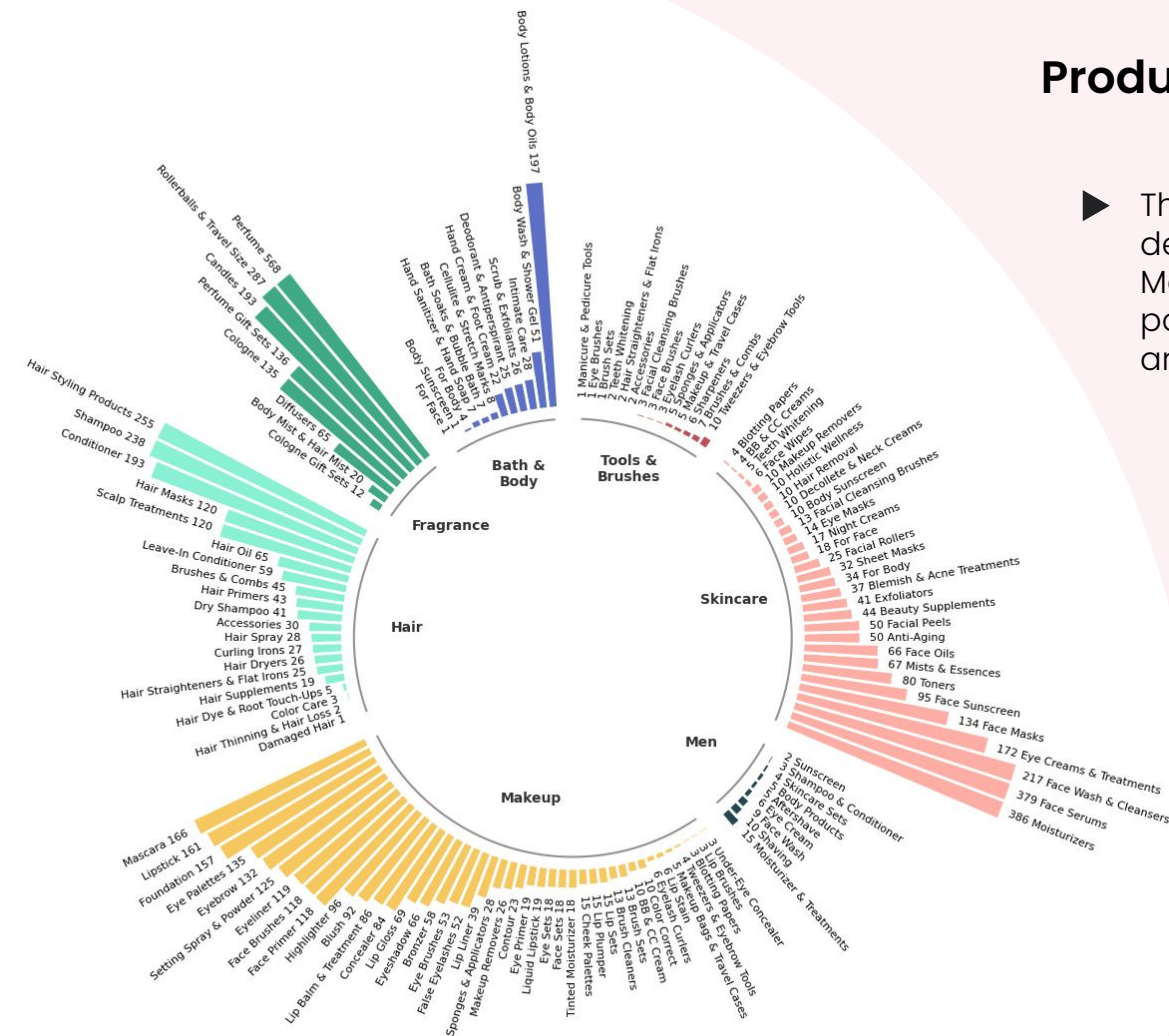 Produ
Th
de
Body Lotions & Body Oils 197
Body Wash & Shower Gel 51
Intimate Care 28
Scrub & Exfoliants 26
Deodorant & Antiperspirant 25
Hand Cream & Foot Cream 22
Cellulite & Stretch Marks 8
Bath Soaks & Bubble Bath 7
Hand Sanitizer & Hand Soap 7
For Body 4
Body Sunscreen 1
For Face 1
Bath &
Body
1 Manicure & Pedicure Tools
1 Eye Brushes
1 Brush Sets
2 Teeth Whitening
2 Hair Straighteners & Flat Irons
2 Accessories
3 Facial Cleansing Brushes
3 Face Brushes
3 Eyelash Curlers
5 Sponges & Applicators
5 Makeup & Travel Cases
6 Sharpeners
7 Brushes & Combs
10 Tweezers & Eyebrow Tools
Tools &
Brushes
4 Blotting Papers
4 BB & CC Creams
5 Teeth Whitening
6 Face Wipes
10 Makeup Removers
10 Holistic Wellness
10 Hair Removal
10 Decollete & Neck Creams
10 Body Sunscreen
13 Facial Cleansing Brushes
14 Eye Masks
17 Night Creams
18 For Face
25 Facial Rollers
32 Sheet Masks
34 For Body
37 Blemish & Acne Treatments
41 Exfoliators
44 Beauty Supplements
50 Facial Peels
50 Anti-Aging
66 Face Oils
67 Mists & Essences
80 Toners
95 Face Sunscreen
134 Face Masks
172 Eye Creams & Treatments
217 Face Wash & Cleansers
379 Face Serums
386 Moisturizers
Skincare
2 Sunscreen
3 Shampoo & Conditioner
4 Skincare Sets
5 Body Products
5 Aftershave
6 Eye Cream
9 Face Wash
10 Shaving
15 Moisturizer & Treatments
Men
3 Under-Eye Concealer
3 Lip Brushes
3 Blotting Papers
4 Tweezers & Eyebrow Tools
5 Makeup Bags & Travel Cases
6 Lip Stain
6 Eyelash Curlers
10 Color Correct
10 BB & CC Cream
13 Brush Sets
13 Brush Cleaners
15 Lip Sets
15 Lip Plumper
15 Cheek Palettes
Tinted Moisturizer 18
Face Sets 18
Eye Sets 18
Liquid Lipstick 19
Eye Primer 19
Contour 23
Makeup Removers 26
Sponges & Applicators 28
Lip Liner 39
False Eyelashes 52
Eye Brushes 53
Bronzer 58
Eyeshadow 66
Lip Gloss 69
Concealer 84
Lip Balm & Treatment 86
Blush 92
Highlighter 96
Face Primer 118
Face Brushes 118
Eyeliner 119
Setting Spray & Powder 125
Eyebrow 132
Eye Palettes 135
Foundation 157
Lipstick 161
Mascara 166
Makeup
Damaged Hair 1
Hair Thinning & Hair Loss 2
Color Care 3
Hair Dye & Root Touch-Ups 5
Hair Supplements 19
Hair Straighteners & Flat Irons 25
Hair Dryers 26
Curling Irons 27
Hair Spray 28
Accessories 30
Dry Shampoo 41
Hair Primers 43
Brushes & Combs 45
Leave-In Conditioner 59
Hair Oil 65
Scalp Treatments 120
Hair Masks 120
Conditioner 193
Shampoo 238
Hair Styling Products 255
Hair
Cologne Gift Sets 12
Body Mist & Hair Mist 20
Diffusers 65
Cologne 135
Perfume Gift Sets 136
Candles 193
Rollerballs & Travel Size 287
Perfume 568
Fragrance